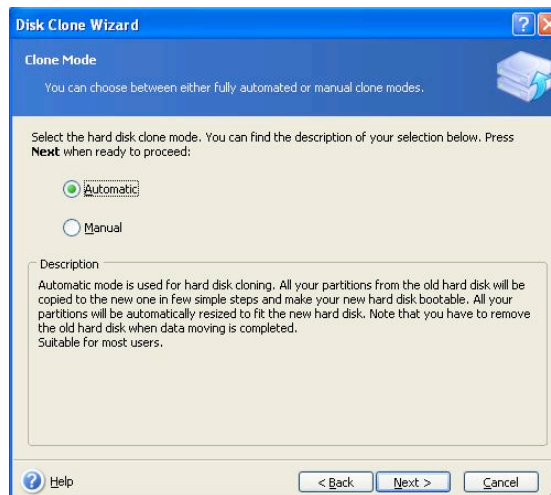 Disk Clone Wizard
Clone Mode
You can choose between either fully automated or manual clone modes.
Select the hard disk clone mode. You can find the description of your selection below. Press
Next when ready to proceed:
Automatic
Manual
Description
Automatic mode is used for hard disk cloning. All your partitions from the old hard disk will be
copied to the new one in few simple steps and make your new hard disk bootable. All your
partitions will be automatically resized to fit the new hard disk. Note that you have to remove
the old hard disk when data moving is completed.
Suitable for most users.
Help
< Back
Next >
Cancel